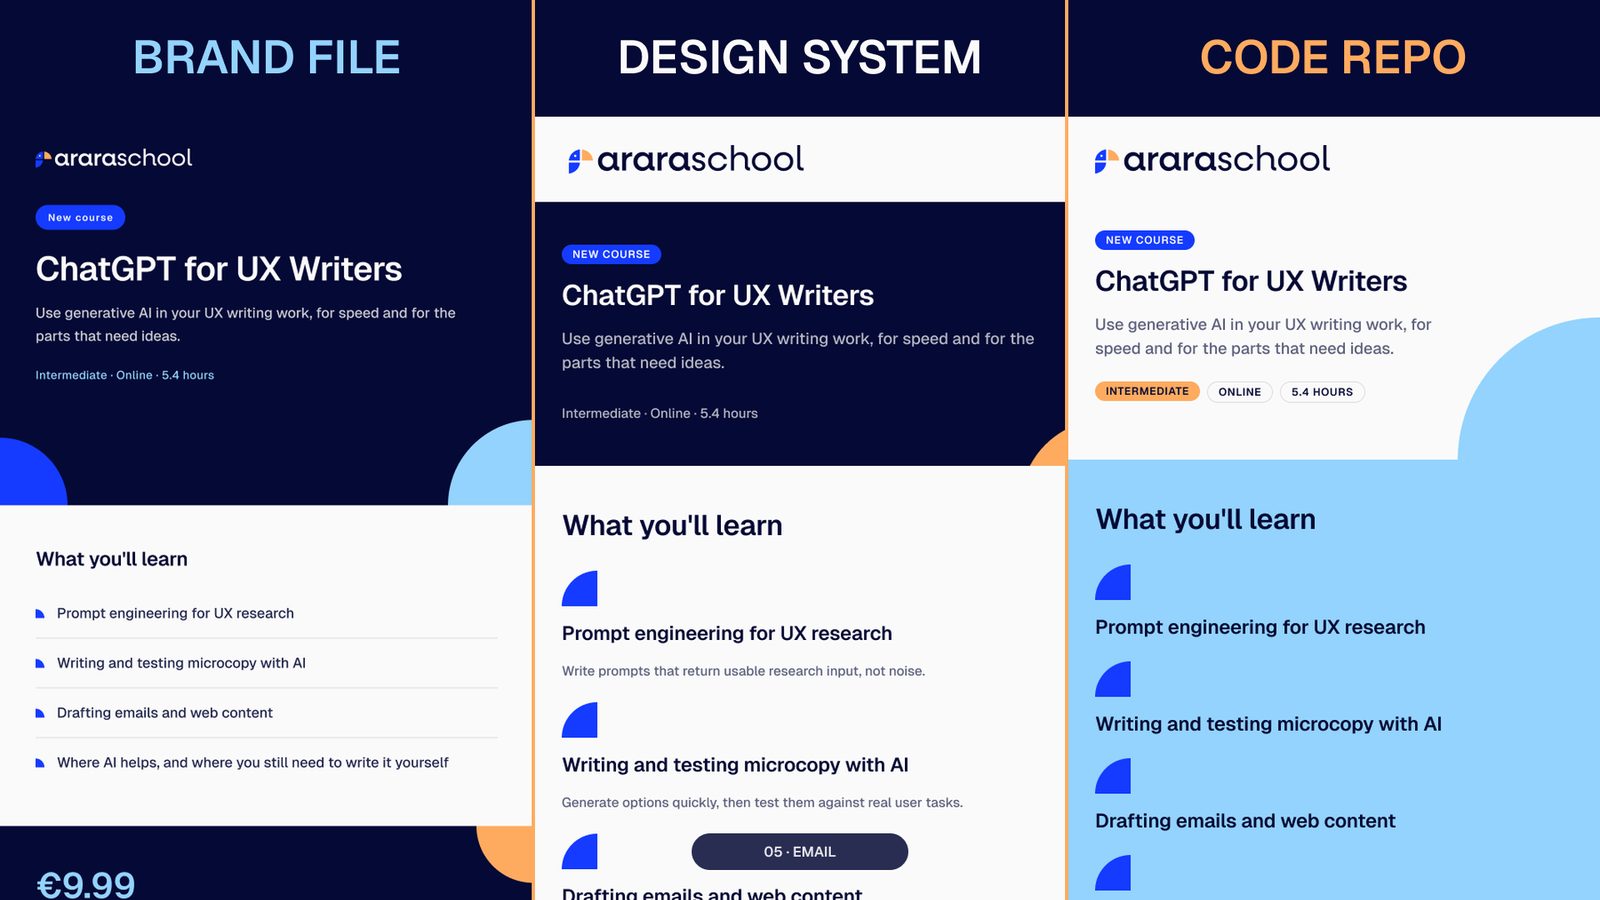 BRAND FILE
araraschool
New course
ChatGPT for UX Writers
Use generative AI in your UX writing work, for speed and for the
parts that need ideas.
Intermediate · Online · 5.4 hours
What you'll learn
Prompt engineering for UX research
Writing and testing microcopy with AI
Drafting emails and web content
Where AI helps, and where you still need to write it yourself
€9.99
DESIGN SYSTEM
araraschool
NEW COURSE
ChatGPT for UX Writers
Use generative AI in your UX writing work, for speed and for the
parts that need ideas.
Intermediate · Online · 5.4 hours
What you'll learn
Prompt engineering for UX research
Write prompts that return usable research input, not noise.
Writing and testing microcopy with AI
Generate options quickly, then test them against real user tasks.
05 · EMAIL
Drafting emails and web content
CODE REPO
araraschool
NEW COURSE
ChatGPT for UX Writers
Use generative AI in your UX writing work, for
speed and for the parts that need ideas.
INTERMEDIATE ONLINE 5.4 HOURS
What you'll learn
Prompt engineering for UX research
Writing and testing microcopy with AI
Drafting emails and web content